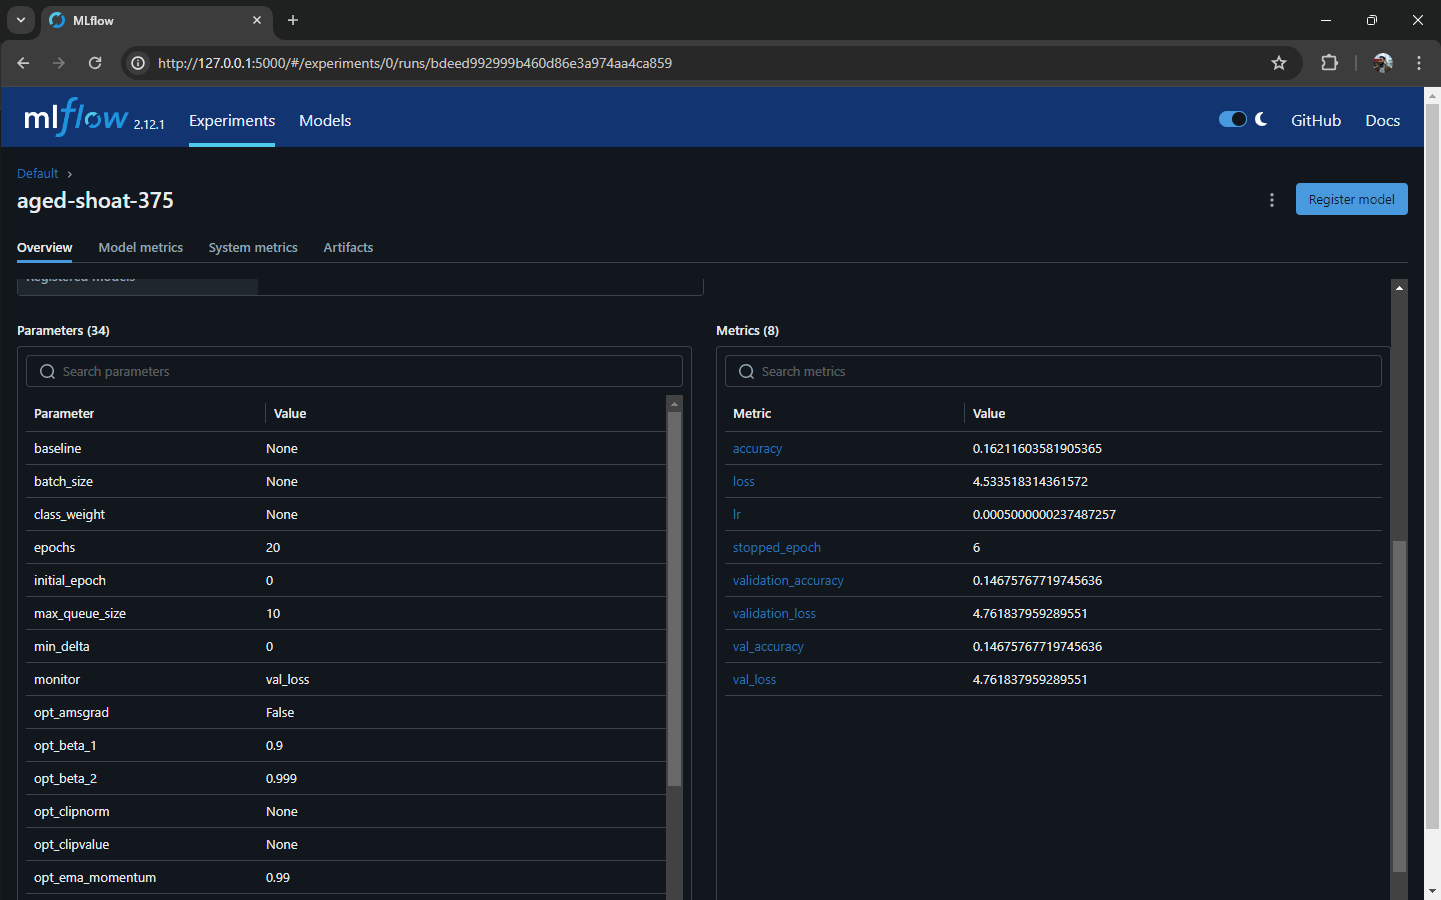 MLflow
http://127.0.0.1:5000/#/experiments/0/runs/bdeed992999b460d86e3a974aa4ca859
mlflow 2.12.1 Experiments Models GitHub Docs
Default
aged-shoat-375
Register model
Overview Model metrics System metrics Artifacts
Registered models
Parameters (34)
Search parameters
Parameter Value
baseline None
batch_size None
class_weight None
epochs 20
initial_epoch 0
max_queue_size 10
min_delta 0
monitor val_loss
opt_amsgrad False
opt_beta_1 0.9
opt_beta_2 0.999
opt_clipnorm None
opt_clipvalue None
opt_ema_momentum 0.99
Metrics (8)
Search metrics
Metric Value
accuracy 0.16211603581905365
loss 4.533518314361572
lr 0.0005000000237487257
stopped_epoch 6
validation_accuracy 0.14675767719745636
validation_loss 4.761837959289551
val_accuracy 0.14675767719745636
val_loss 4.761837959289551